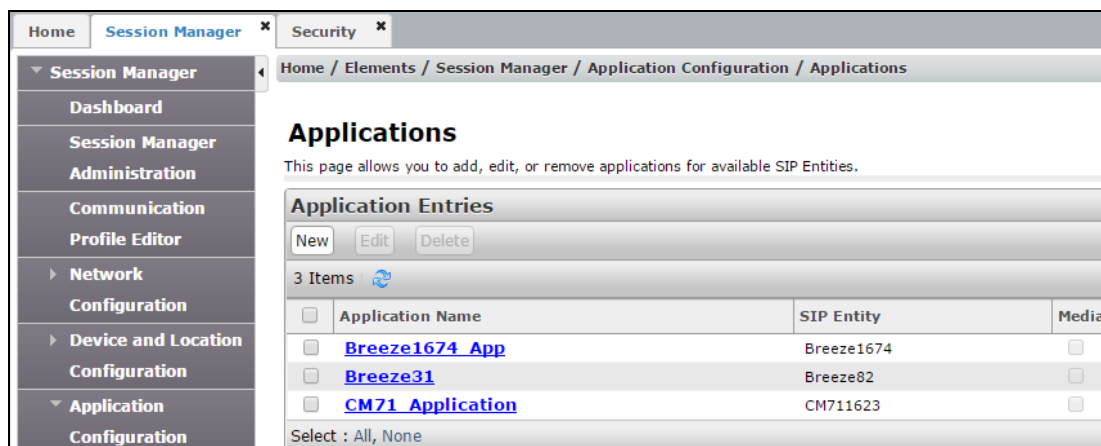 Home
Session Manager
Security
Session Manager
Dashboard
Session Manager
Administration
Communication
Profile Editor
Network
Configuration
Device and Location
Configuration
Application
Configuration
Home / Elements / Session Manager / Application Configuration / Applications
Applications
This page allows you to add, edit, or remove applications for available SIP Entities.
Application Entries
New Edit Delete
3 Items
Application Name SIP Entity Media
Breeze1674_App Breeze1674
Breeze31 Breeze82
CM71_Application CM711623
Select : All, None